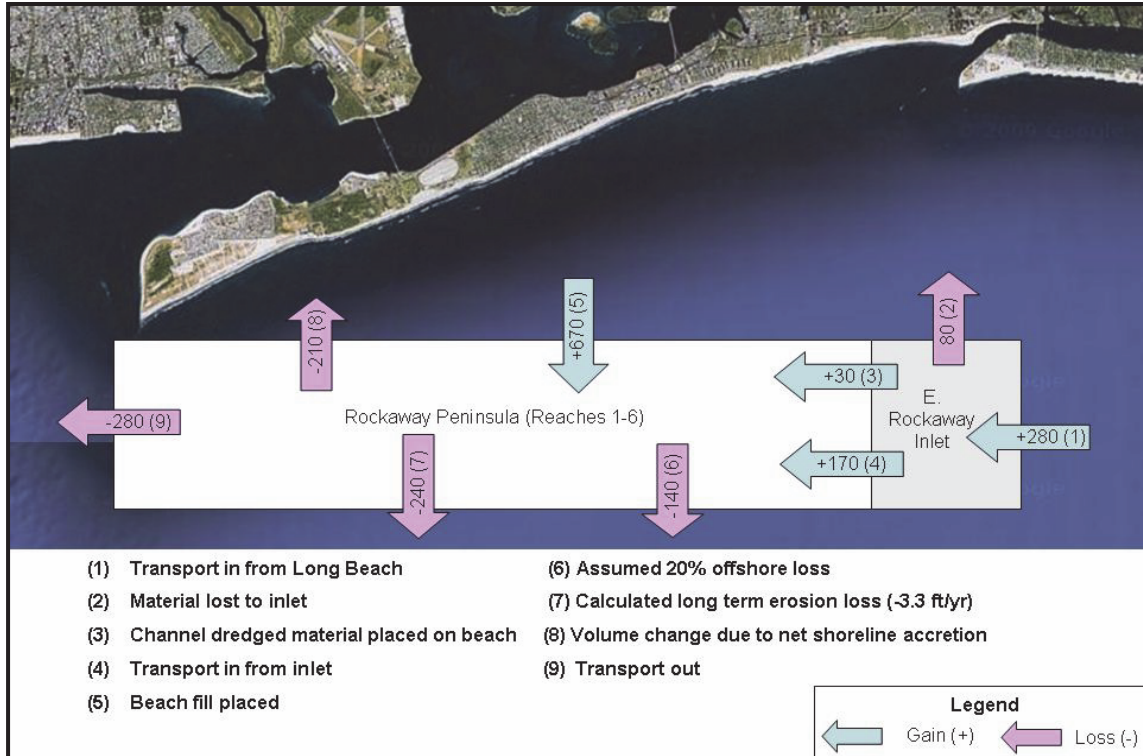 +670 (5)
80 (2)
-210 (8)
+30 (3)
E.
Rockaway
Inlet
Rockaway Peninsula (Reaches 1-6)
-280 (9)
+280 (1)
+170 (4)
-240 (7)
-140 (6)
(1) Transport in from Long Beach
(2) Material lost to inlet
(3) Channel dredged material placed on beach
(4) Transport in from inlet
(5) Beach fill placed
(6) Assumed 20% offshore loss
(7) Calculated long term erosion loss (-3.3 ft/yr)
(8) Volume change due to net shoreline accretion
(9) Transport out
Legend
Gain (+)
Loss (-)